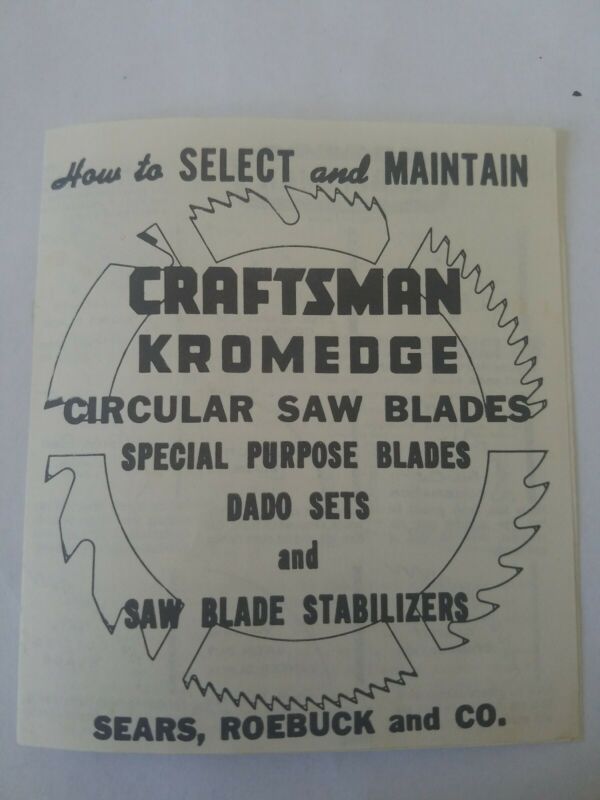 How to SELECT and MAINTAIN
CRAFTSMAN
KROMEDGE
CIRCULAR SAW BLADES
SPECIAL PURPOSE BLADES
DADO SETS
and
SAW BLADE STABILIZERS
SEARS, ROEBUCK and CO.